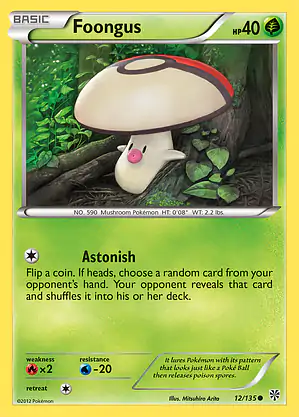 BASIC
Foongus
HP40
NO. 590 Mushroom Pokémon HT: 0'08" WT: 2.2 lbs.
Astonish
Flip a coin. If heads, choose a random card from your
opponent's hand. Your opponent reveals that card
and shuffles it into his or her deck.
weakness
×2
resistance
-20
retreat
It lures Pokémon with its pattern
that looks just like a Poké Ball
then releases poison spores.
©2012 Pokémon
Illus. Mitsuhiro Arita
12/135